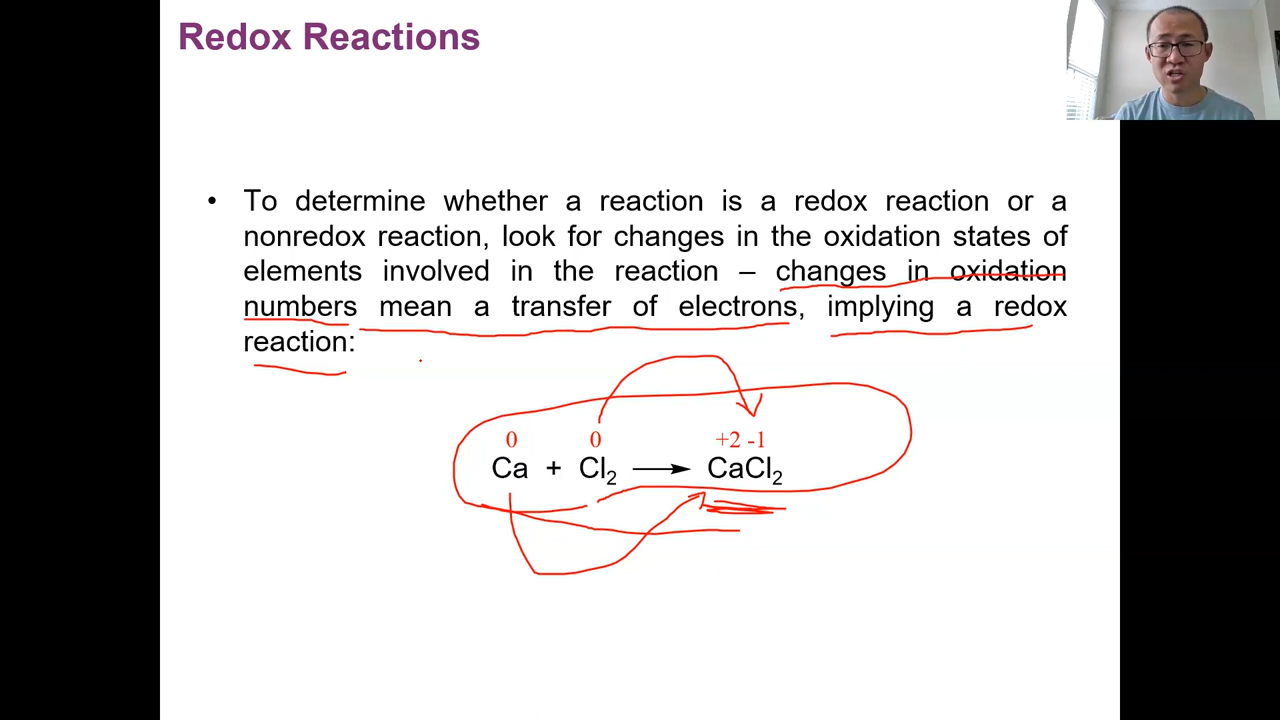 Redox Reactions
• To determine whether a reaction is a redox reaction or a
nonredox reaction, look for changes in the oxidation states of
elements involved in the reaction – changes in oxidation
numbers mean a transfer of electrons, implying a redox
reaction:
0 0 +2 -1
Ca + Cl₂ ⟶ CaCl₂